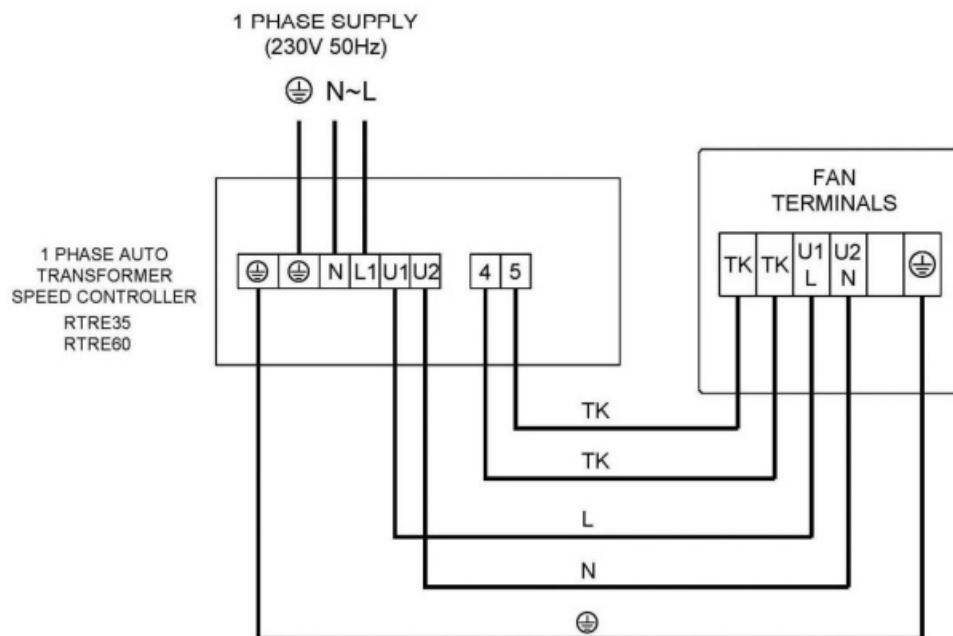 1 PHASE SUPPLY
(230V 50Hz)
⏚ N~L
1 PHASE AUTO
TRANSFORMER
SPEED CONTROLLER
RTRE35
RTRE60
⏚ ⏚ N L1 U1 U2
4 5
FAN
TERMINALS
TK TK U1 L U2 N ⏚
TK
TK
L
N
⏚